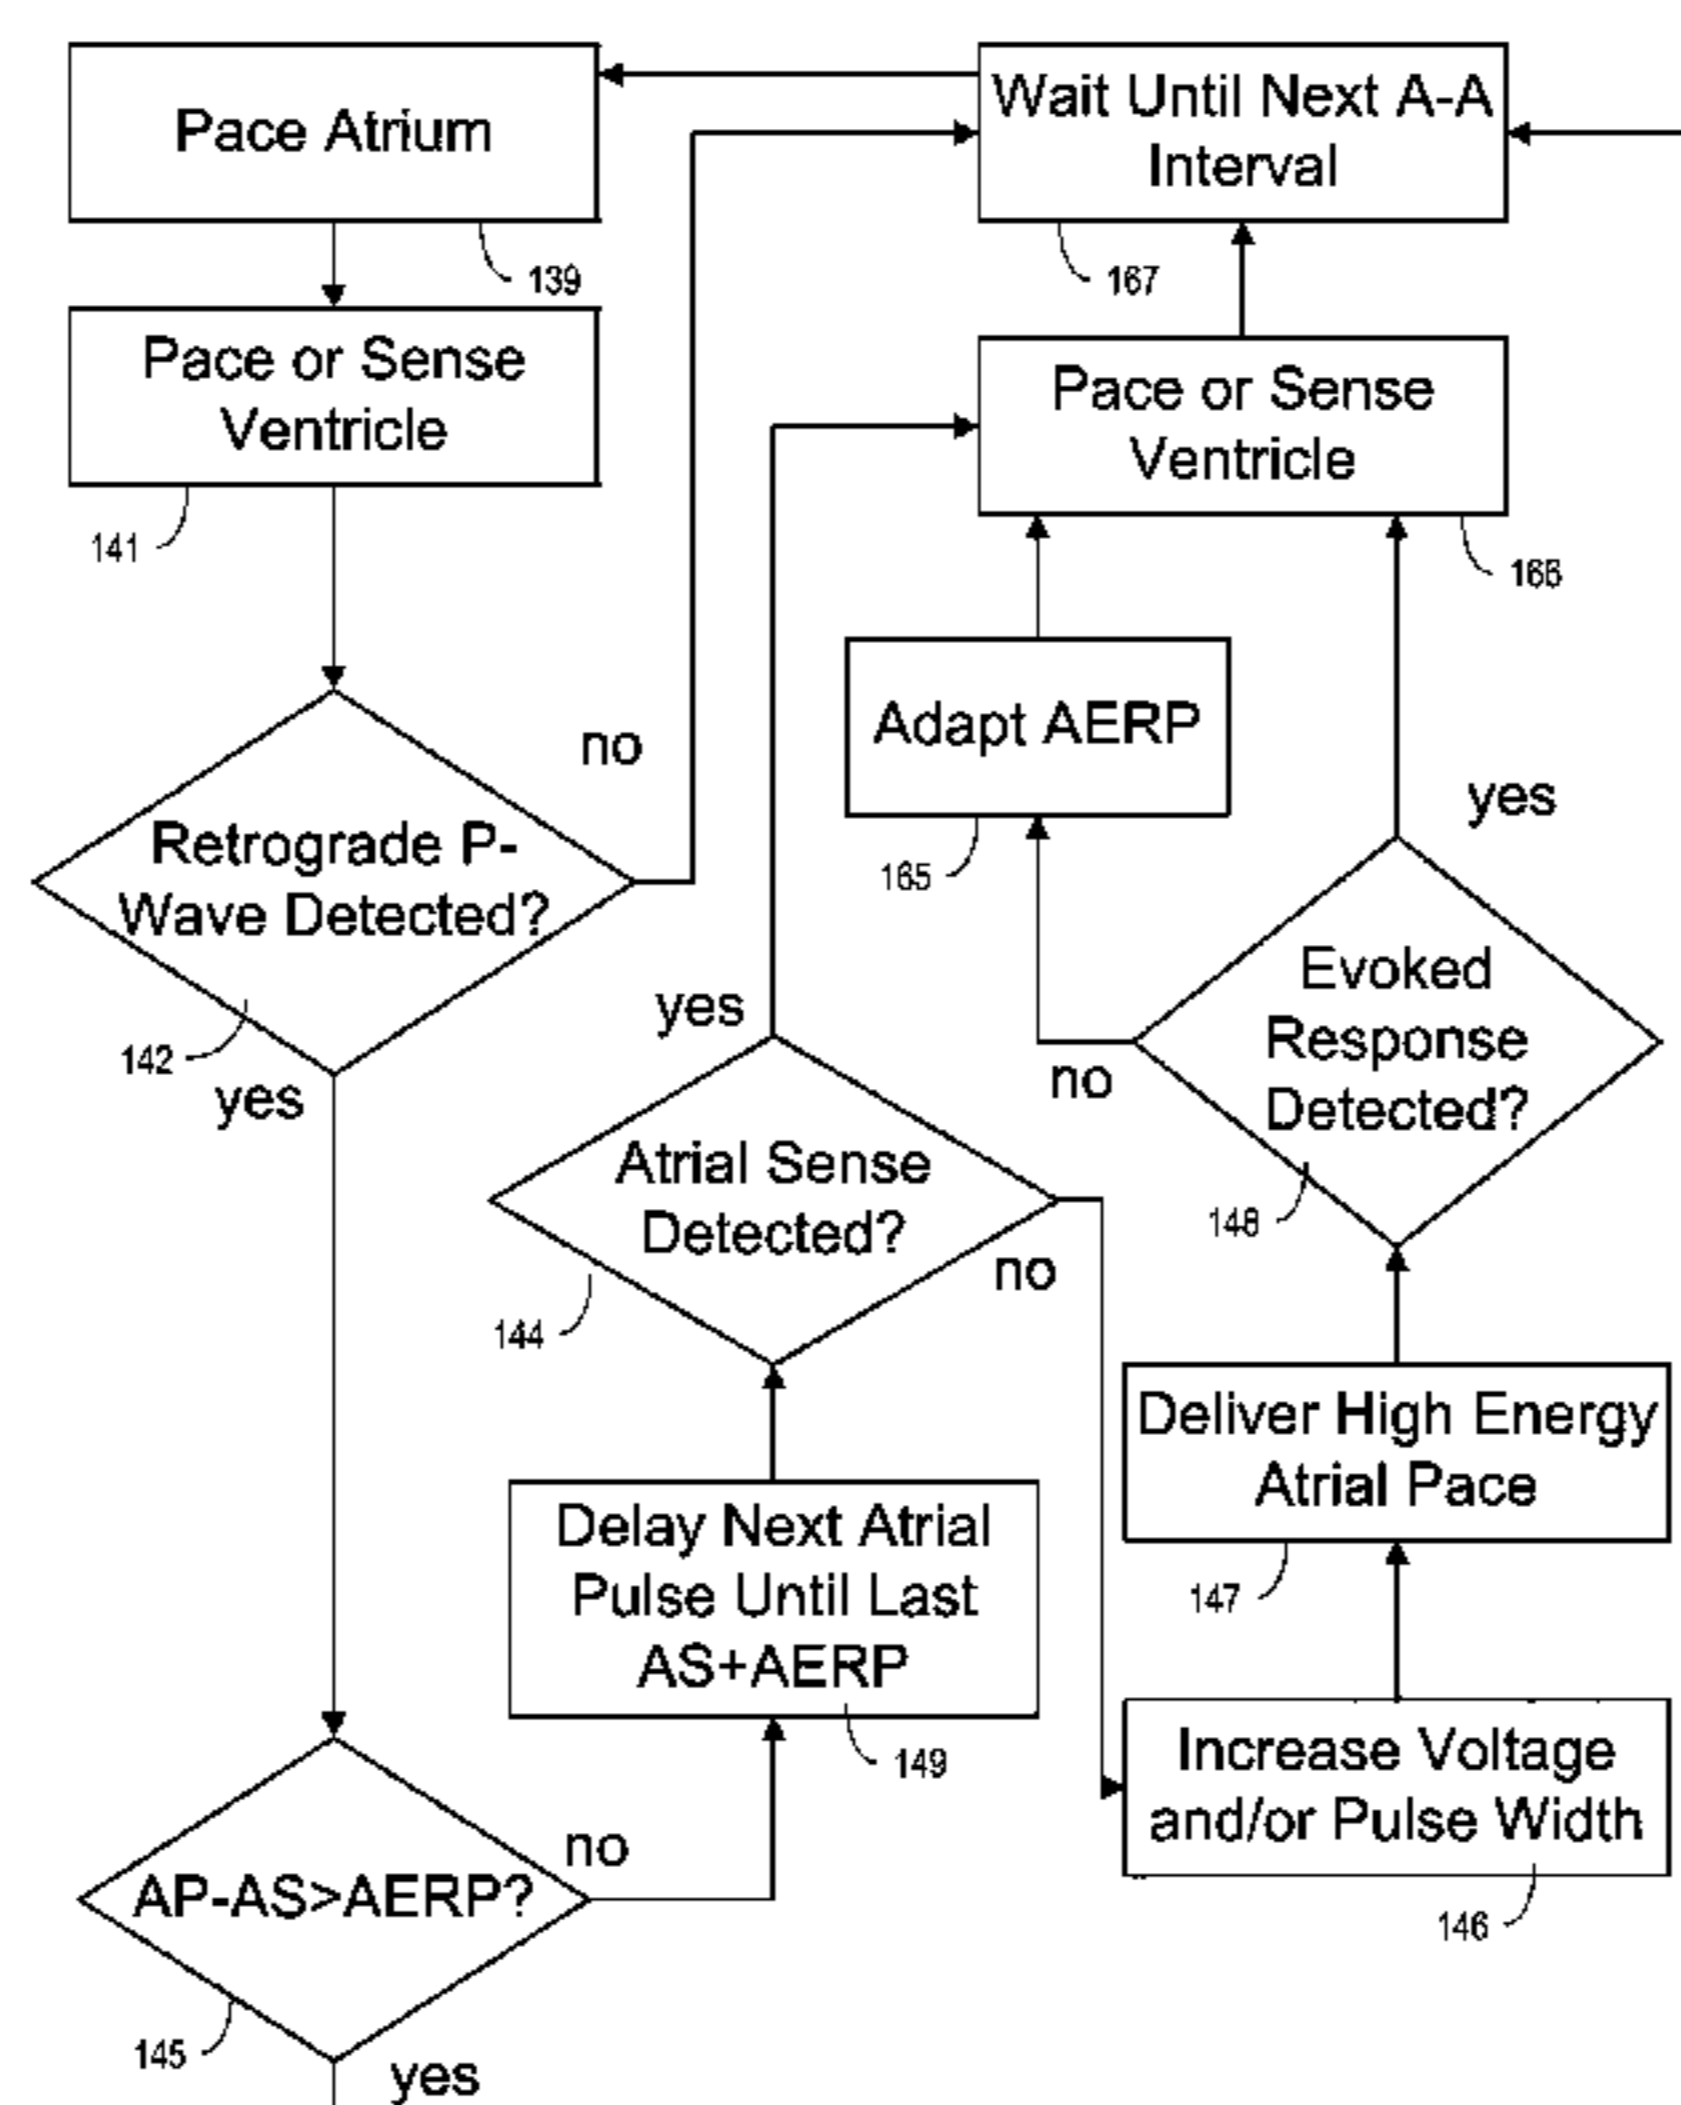 Pace Atrium
139
Wait Until Next A-A
Interval
167
Pace or Sense
Ventricle
141
Pace or Sense
Ventricle
166
no
Adapt AERP
165
yes
Retrograde P-
Wave Detected?
142
yes
Evoked
Response
Detected?
148
no
yes
Atrial Sense
Detected?
144
no
Deliver High Energy
Atrial Pace
147
Delay Next Atrial
Pulse Until Last
AS+AERP
149
Increase Voltage
and/or Pulse Width
146
no
AP-AS>AERP?
145
yes